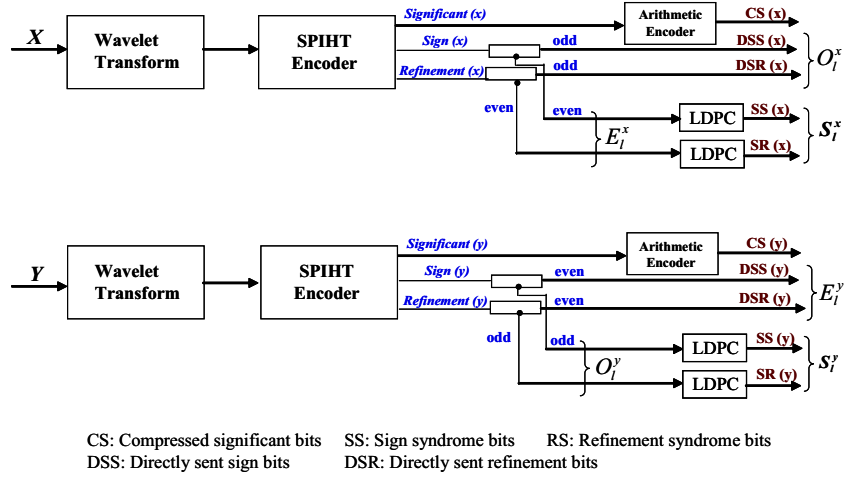 X
Wavelet
Transform
SPIHT
Encoder
Significant (x)
Sign (x)
Refinement (x)
odd
odd
even
even
Arithmetic
Encoder
CS (x)
DSS (x)
DSR (x)
O_l^x
E_l^x
LDPC
SS (x)
LDPC
SR (x)
S_l^x
Y
Wavelet
Transform
SPIHT
Encoder
Significant (y)
Sign (y)
Refinement (y)
even
even
odd
odd
Arithmetic
Encoder
CS (y)
DSS (y)
DSR (y)
E_l^y
O_l^y
LDPC
SS (y)
LDPC
SR (y)
S_l^y
CS: Compressed significant bits SS: Sign syndrome bits RS: Refinement syndrome bits
DSS: Directly sent sign bits DSR: Directly sent refinement bits